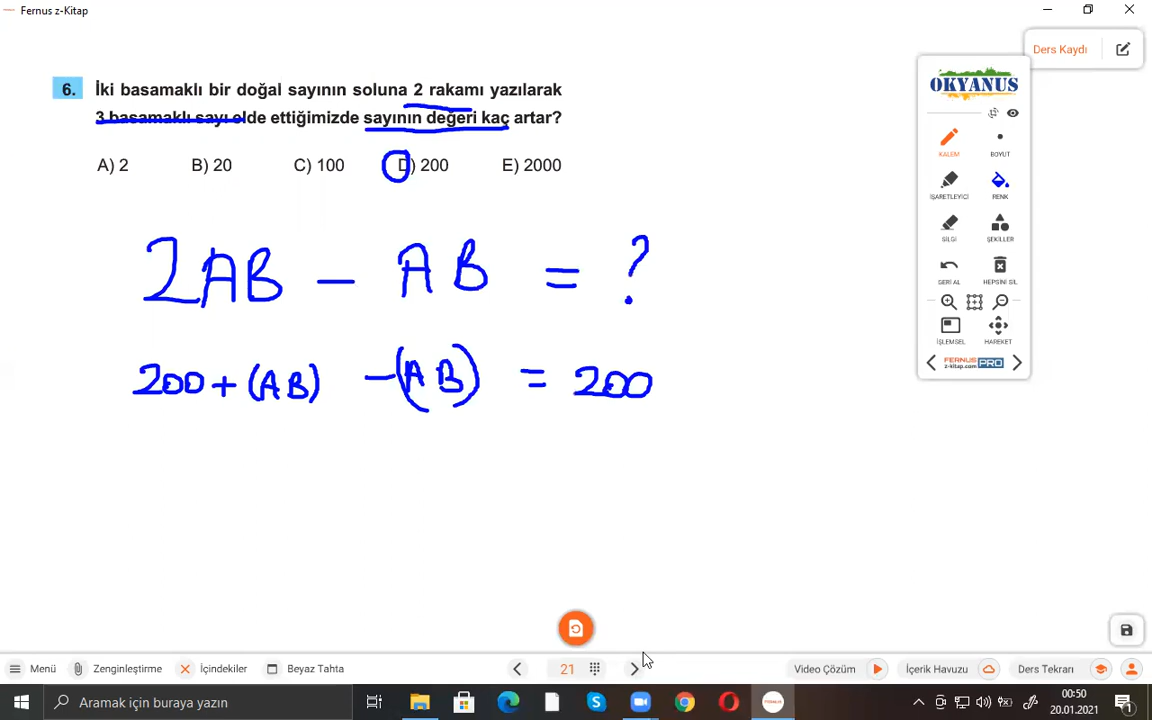 Fernus z-Kitap
Ders Kaydı
6. İki basamaklı bir doğal sayının soluna 2 rakamı yazılarak
3 basamaklı sayı elde ettiğimizde sayının değeri kaç artar?
A) 2 B) 20 C) 100 D) 200 E) 2000
2AB - AB = ?
200 + (AB) - (AB) = 200
OKYANUS
KALEM BOYUT
İŞARETLEYİCİ RENK
SİLGİ ŞEKİLLER
GERİ AL HEPSİNİ SİL
İŞLEMSEL HAREKET
FERNUS PRO
z-kitap.com
Menü Zenginleştirme İçindekiler Beyaz Tahta 21 Video Çözüm İçerik Havuzu Ders Tekrarı
Aramak için buraya yazın
00:50
20.01.2021
1